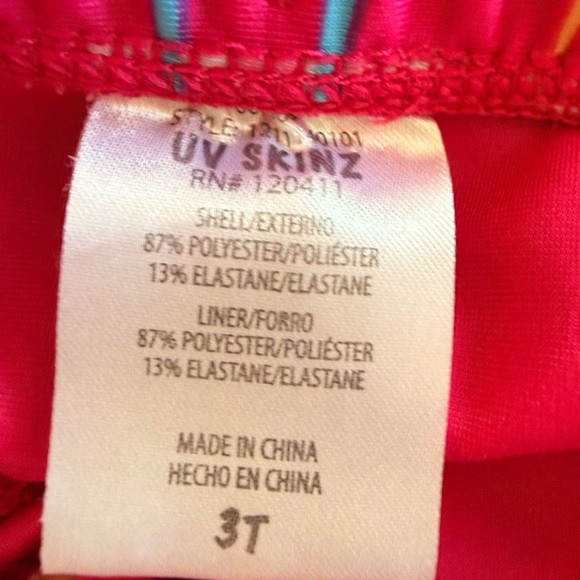 STYLE:
UV SKINZ
RN# 120411
SHELL/EXTERNO
87% POLYESTER/POLIÉSTER
13% ELASTANE/ELASTANE
LINER/FORRO
87% POLYESTER/POLIÉSTER
13% ELASTANE/ELASTANE
MADE IN CHINA
HECHO EN CHINA
3T